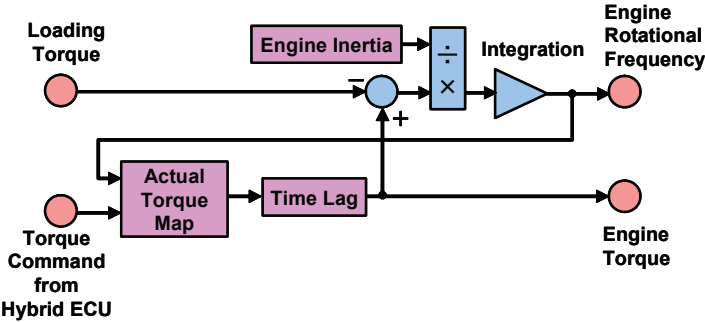 Loading
Torque
Engine Inertia
÷
×
Integration
Engine
Rotational
Frequency
−
+
Actual
Torque
Map
Time Lag
Torque
Command
from
Hybrid ECU
Engine
Torque